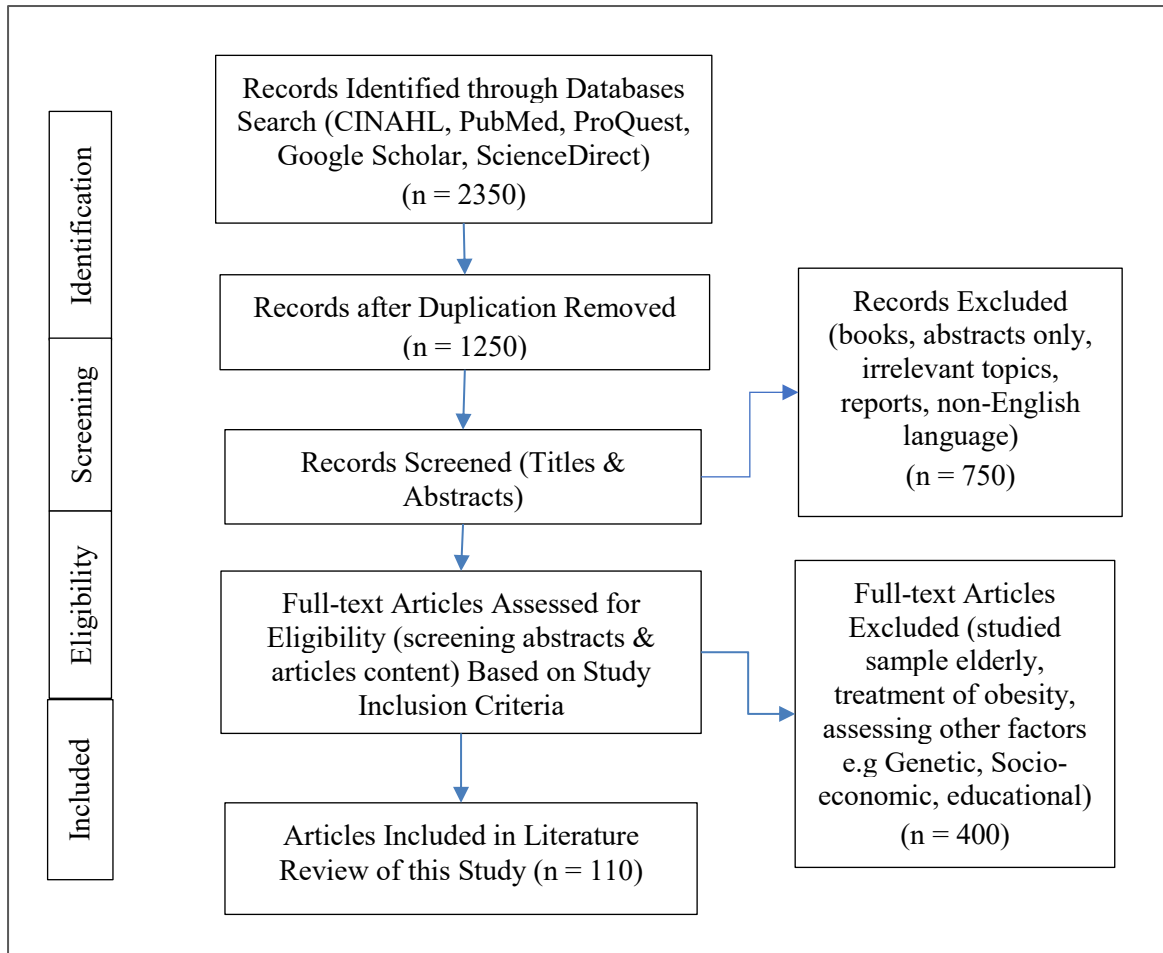 Records Identified through Databases
Search (CINAHL, PubMed, ProQuest,
Google Scholar, ScienceDirect)
(n = 2350)
Identification
Records after Duplication Removed
(n = 1250)
Records Excluded
(books, abstracts only,
irrelevant topics,
reports, non-English
language)
(n = 750)
Screening
Records Screened (Titles &
Abstracts)
Eligibility
Full-text Articles Assessed for
Eligibility (screening abstracts &
articles content) Based on Study
Inclusion Criteria
Full-text Articles
Excluded (studied
sample elderly,
treatment of obesity,
assessing other factors
e.g Genetic, Socio-
economic, educational)
(n = 400)
Included
Articles Included in Literature
Review of this Study (n = 110)